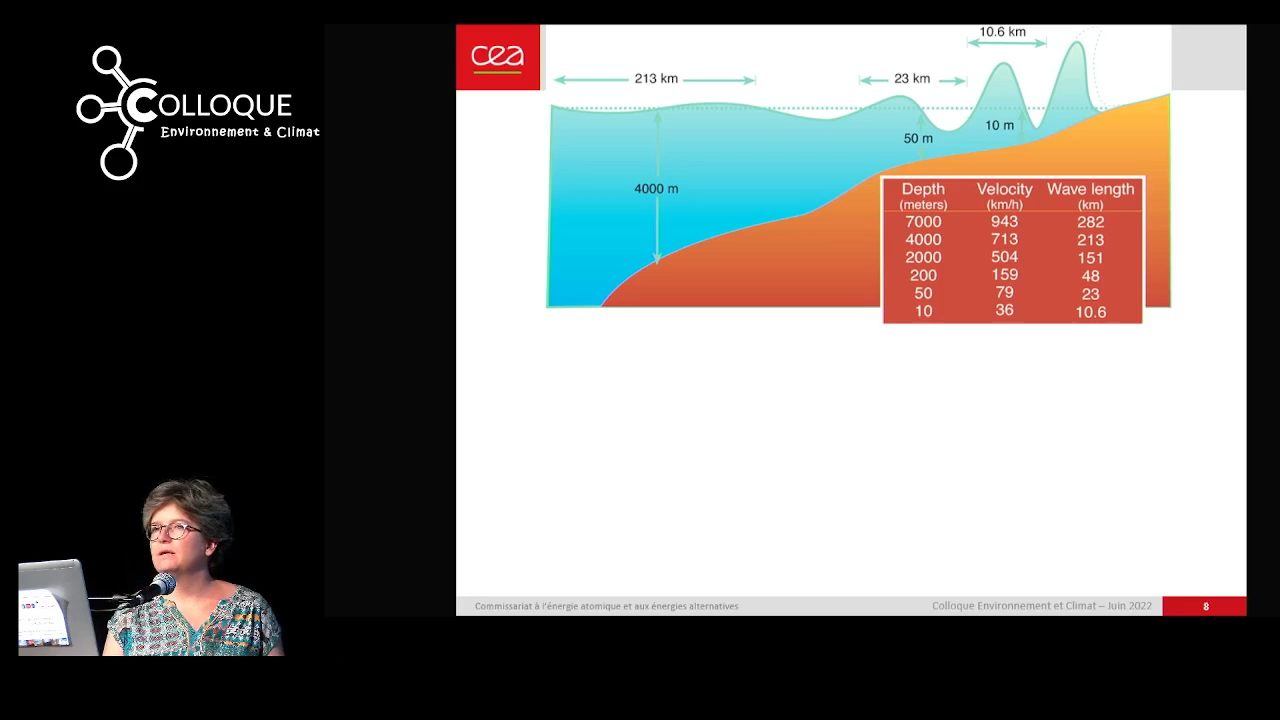 COLLOQUE
Environnement & Climat
cea
10.6 km
213 km
23 km
50 m
10 m
4000 m
Depth Velocity Wave length
(meters) (km/h) (km)
7000 943 282
4000 713 213
2000 504 151
200 159 48
50 79 23
10 36 10.6
Commissariat à l'énergie atomique et aux énergies alternatives
Colloque Environnement et Climat – Juin 2022
8